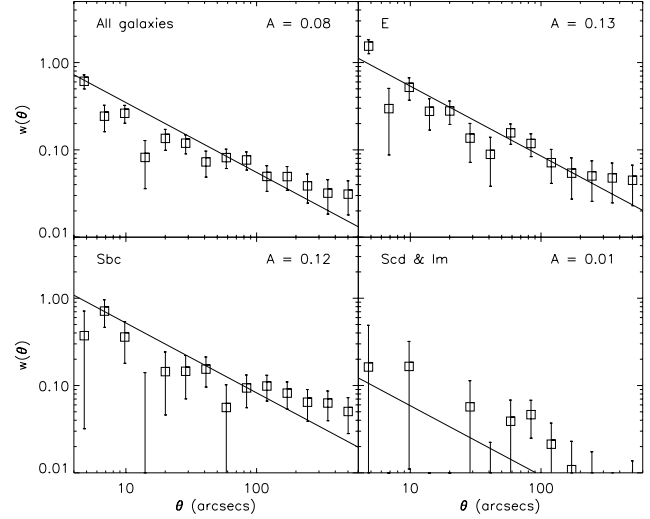 All galaxies A = 0.08
E A = 0.13
1.00
0.10
0.01
w(θ)
Sbc A = 0.12
Scd & Im A = 0.01
1.00
0.10
0.01
w(θ)
10 100
10 100
θ (arcsecs)
θ (arcsecs)